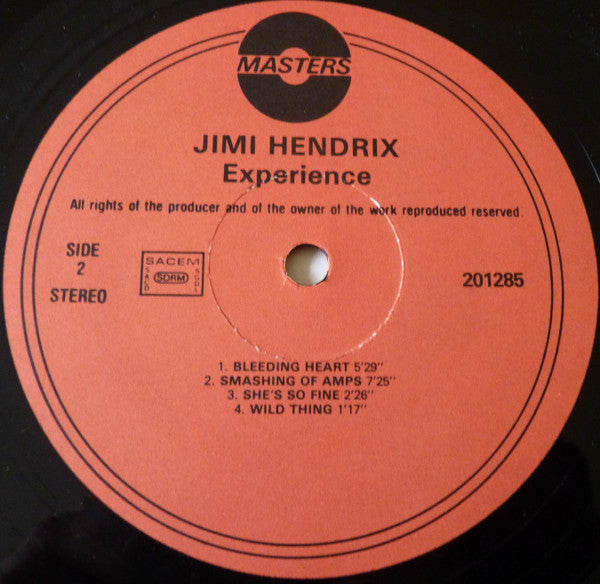 MASTERS
JIMI HENDRIX
Experience
All rights of the producer and of the owner of the work reproduced reserved.
SIDE
2
STEREO
SACEM
SACD
SDRM
SGDL
201285
1. BLEEDING HEART 5'29"
2. SMASHING OF AMPS 7'25"
3. SHE'S SO FINE 2'26"
4. WILD THING 1'17"